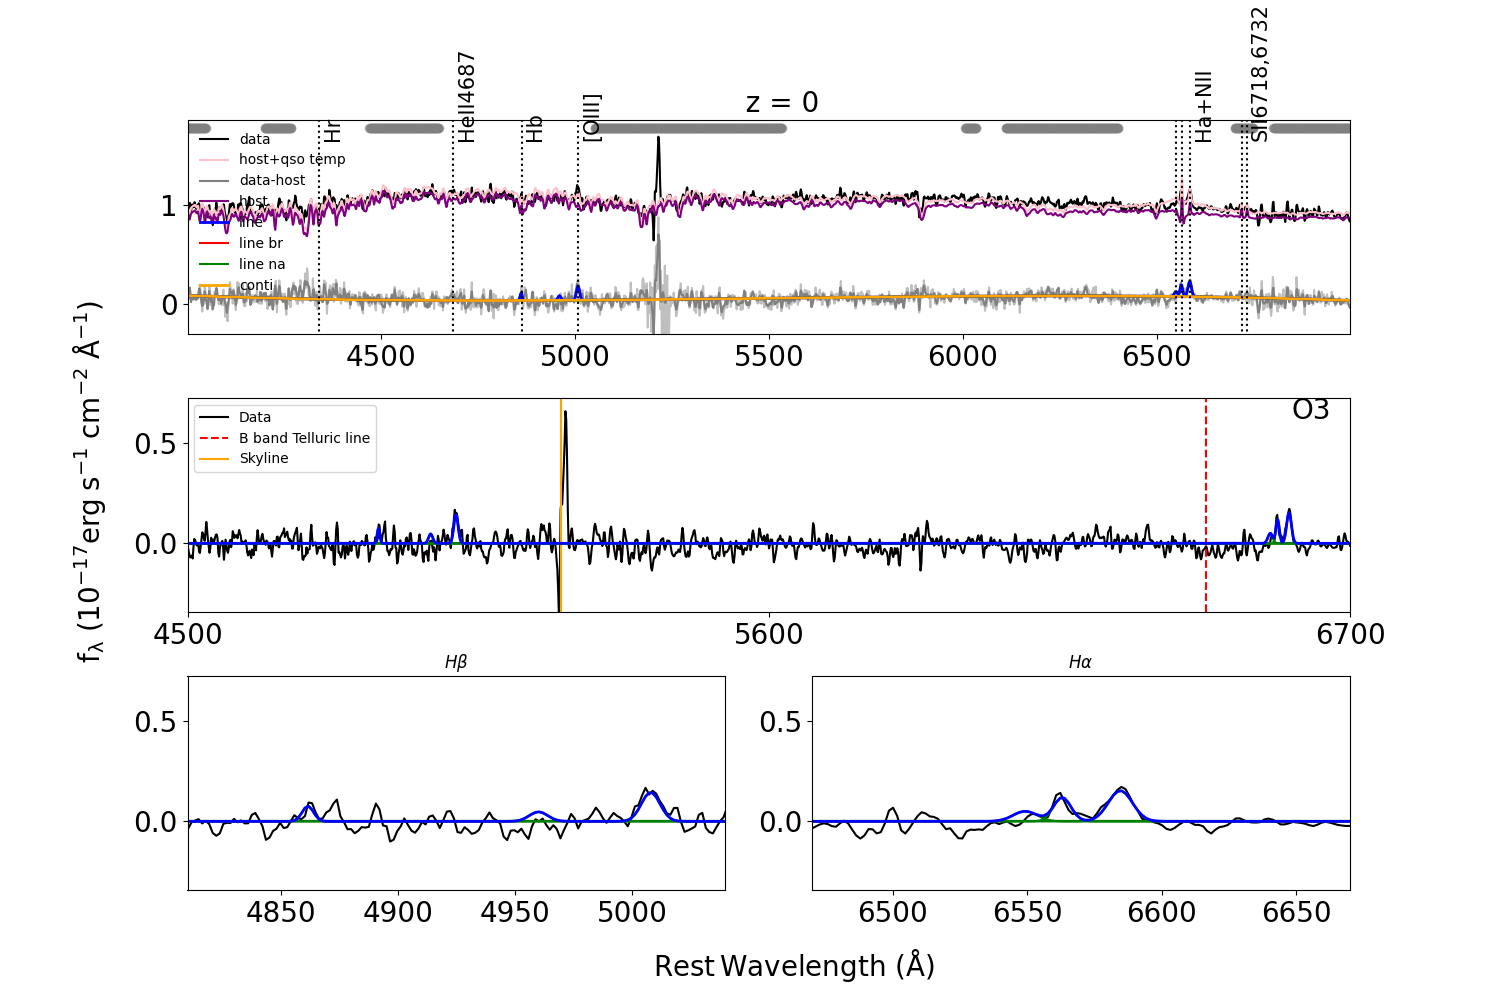 z = 0
Hr
HeII4687
Hb
[OIII]
Ha+NII
SII6718,6732
data
host+qso temp
data-host
host
line
line br
line na
conti
1
0
4500
5000
5500
6000
6500
Data
B band Telluric line
Skyline
O3
0.5
0.0
4500
5600
6700
fλ (10⁻¹⁷erg s⁻¹ cm⁻² Å⁻¹)
Hβ
0.5
0.0
4850
4900
4950
5000
Hα
0.5
0.0
6500
6550
6600
6650
Rest Wavelength (Å)